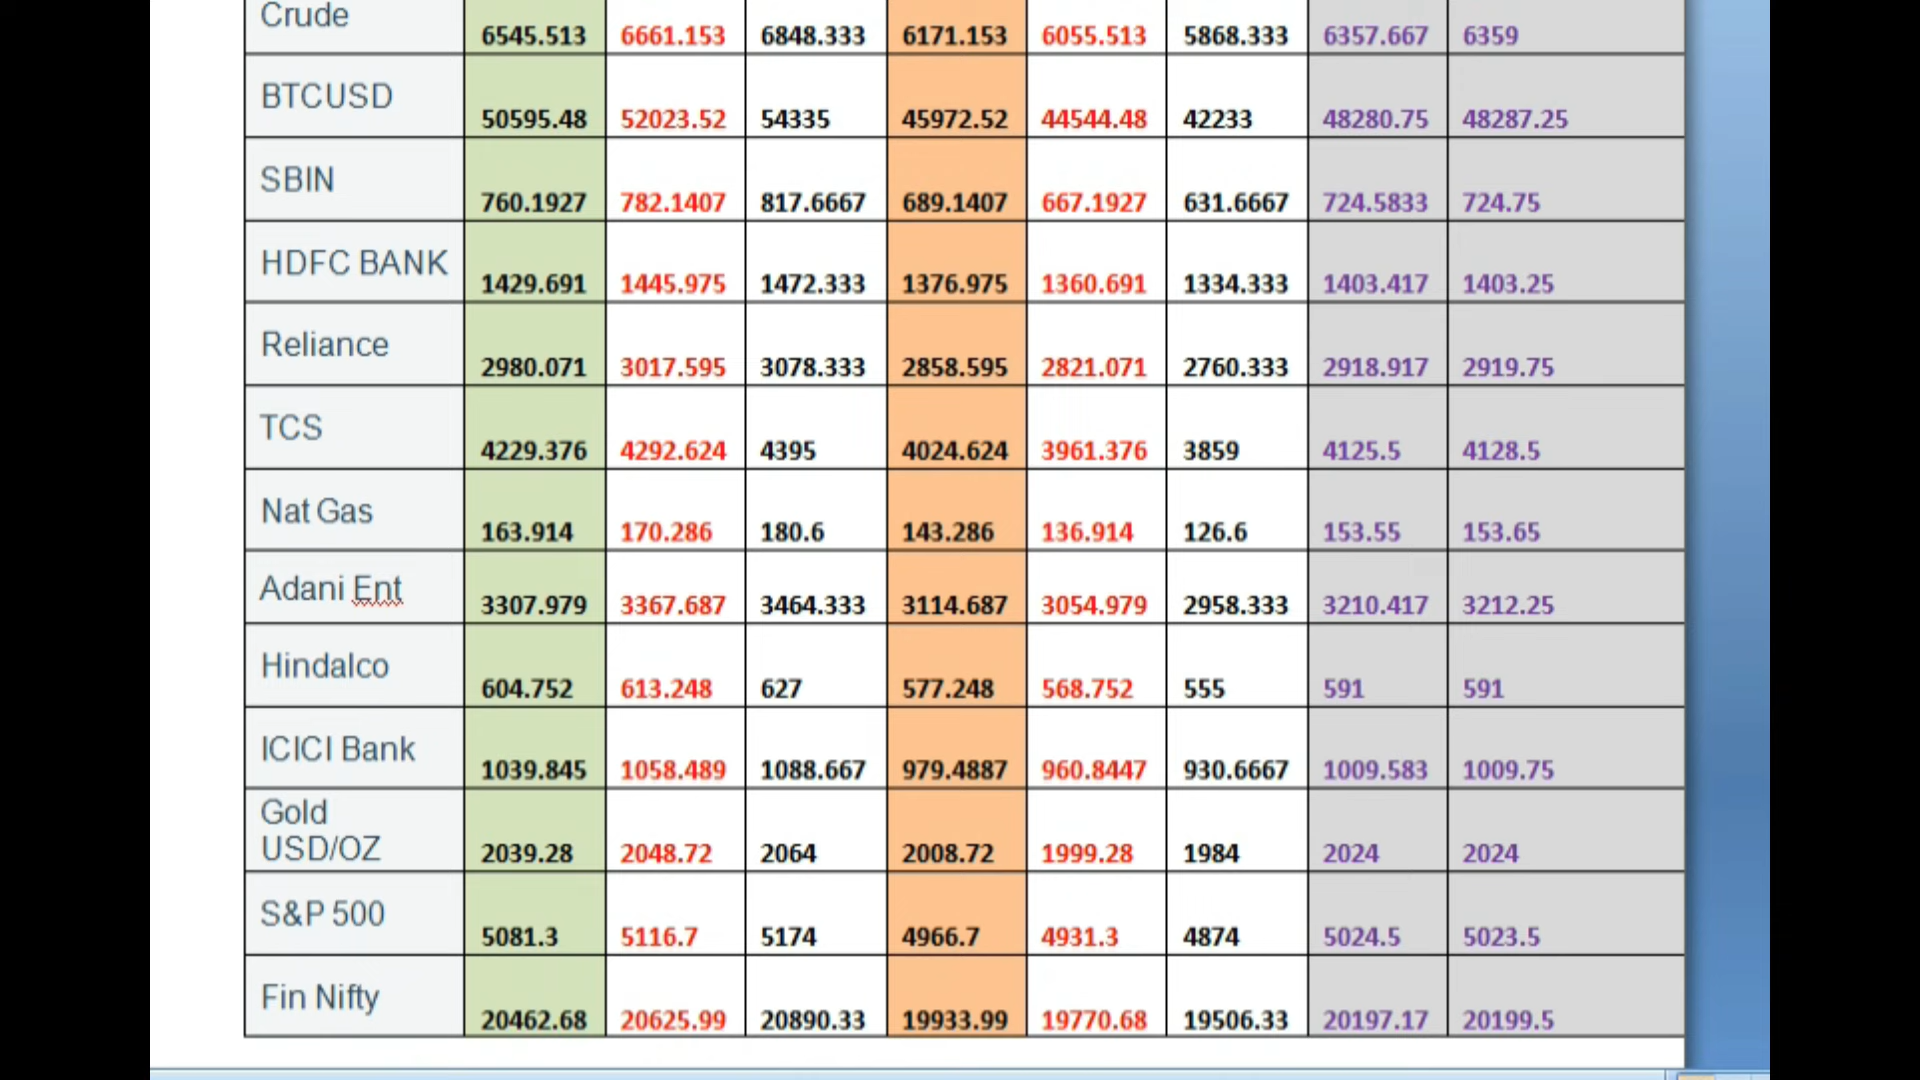 Crude 6545.513 6661.153 6848.333 6171.153 6055.513 5868.333 6357.667 6359
BTCUSD 50595.48 52023.52 54335 45972.52 44544.48 42233 48280.75 48287.25
SBIN 760.1927 782.1407 817.6667 689.1407 667.1927 631.6667 724.5833 724.75
HDFC BANK 1429.691 1445.975 1472.333 1376.975 1360.691 1334.333 1403.417 1403.25
Reliance 2980.071 3017.595 3078.333 2858.595 2821.071 2760.333 2918.917 2919.75
TCS 4229.376 4292.624 4395 4024.624 3961.376 3859 4125.5 4128.5
Nat Gas 163.914 170.286 180.6 143.286 136.914 126.6 153.55 153.65
Adani Ent 3307.979 3367.687 3464.333 3114.687 3054.979 2958.333 3210.417 3212.25
Hindalco 604.752 613.248 627 577.248 568.752 555 591 591
ICICI Bank 1039.845 1058.489 1088.667 979.4887 960.8447 930.6667 1009.583 1009.75
Gold
USD/OZ 2039.28 2048.72 2064 2008.72 1999.28 1984 2024 2024
S&P 500 5081.3 5116.7 5174 4966.7 4931.3 4874 5024.5 5023.5
Fin Nifty 20462.68 20625.99 20890.33 19933.99 19770.68 19506.33 20197.17 20199.5